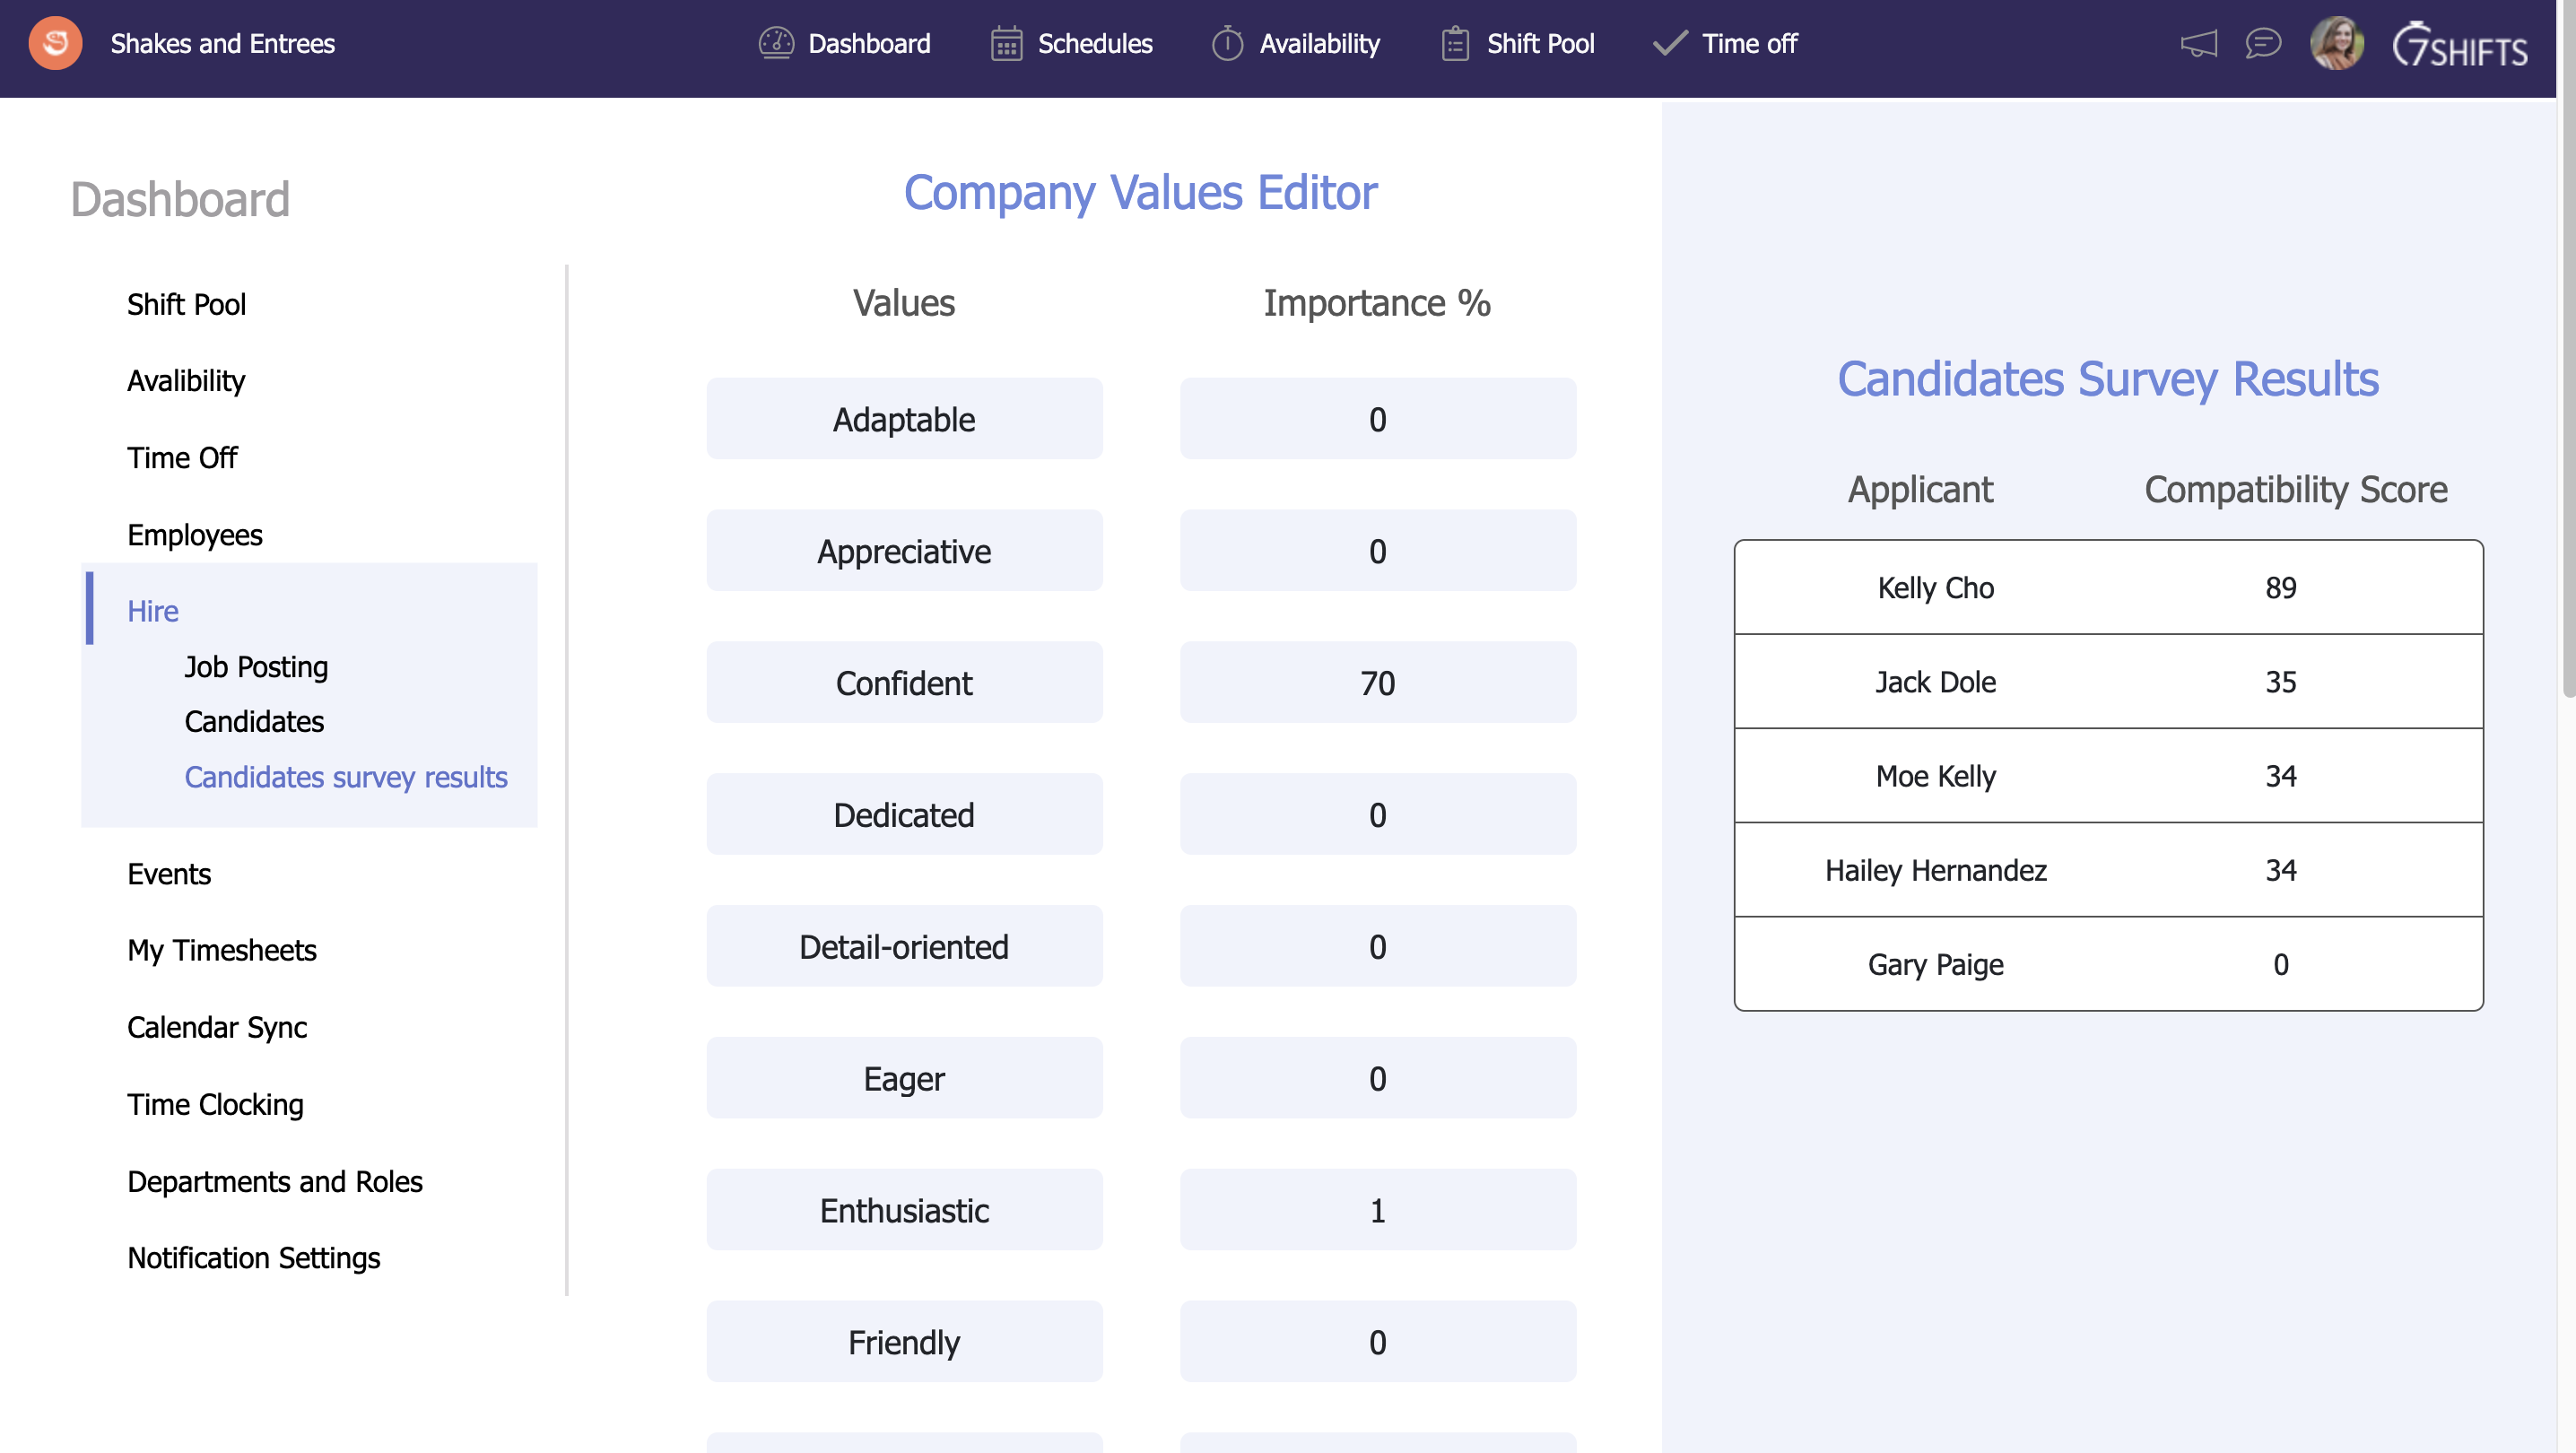 Shakes and Entrees
Dashboard
Schedules
Availability
Shift Pool
Time off
7SHIFTS
Dashboard
Shift Pool
Avalibility
Time Off
Employees
Hire
Job Posting
Candidates
Candidates survey results
Events
My Timesheets
Calendar Sync
Time Clocking
Departments and Roles
Notification Settings
Company Values Editor
Values Importance %
Adaptable 0
Appreciative 0
Confident 70
Dedicated 0
Detail-oriented 0
Eager 0
Enthusiastic 1
Friendly 0
Candidates Survey Results
Applicant Compatibility Score
Kelly Cho 89
Jack Dole 35
Moe Kelly 34
Hailey Hernandez 34
Gary Paige 0